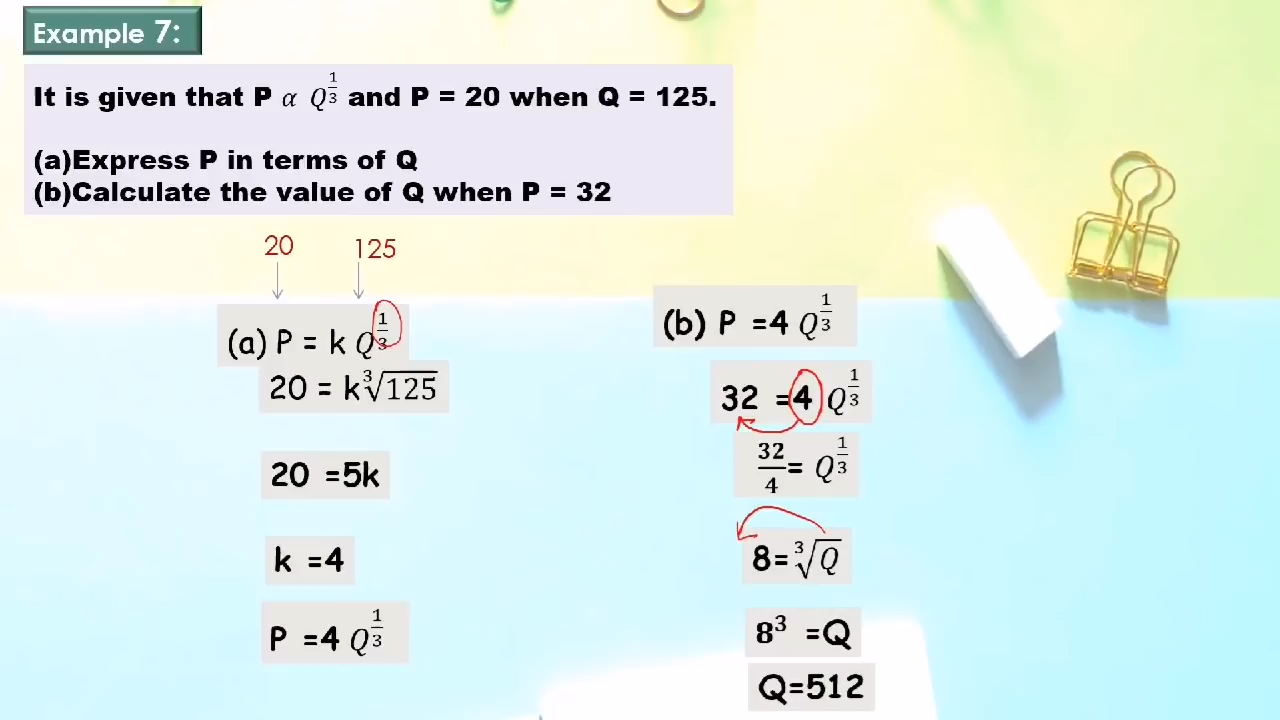 Example 7:
It is given that P α Q^{1/3} and P = 20 when Q = 125.
(a)Express P in terms of Q
(b)Calculate the value of Q when P = 32
20 125
(a) P = k Q^{1/3}
20 = k∛125
20 =5k
k =4
P =4 Q^{1/3}
(b) P =4 Q^{1/3}
32 =4 Q^{1/3}
32/4 = Q^{1/3}
8=∛Q
8³ =Q
Q=512